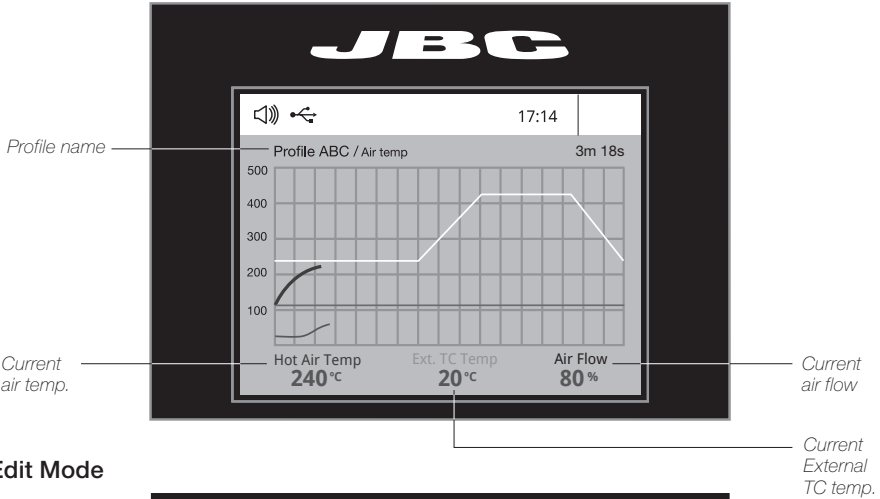 JBC
17:14
Profile name
Profile ABC / Air temp 3m 18s
500
400
300
200
100
Hot Air Temp Ext. TC Temp Air Flow
240 °C 20 °C 80 %
Current
air temp.
Current
air flow
Current
External
TC temp.
Edit Mode